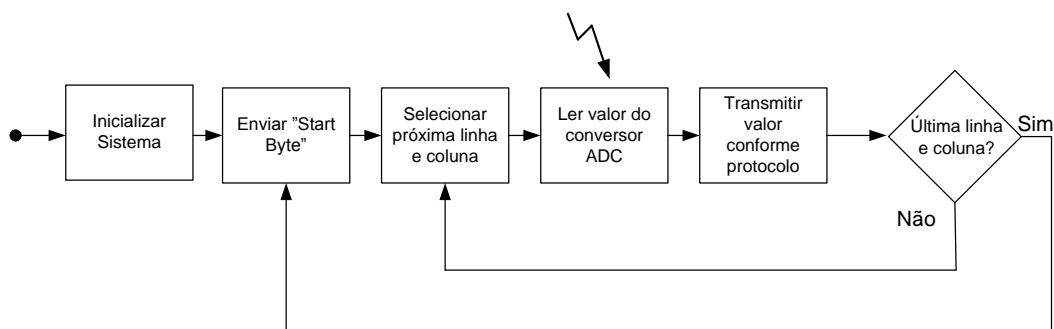 Inicializar
Sistema
Enviar ”Start
Byte”
Selecionar
próxima linha
e coluna
Ler valor do
conversor
ADC
Transmitir
valor
conforme
protocolo
Última linha
e coluna?
Sim
Não